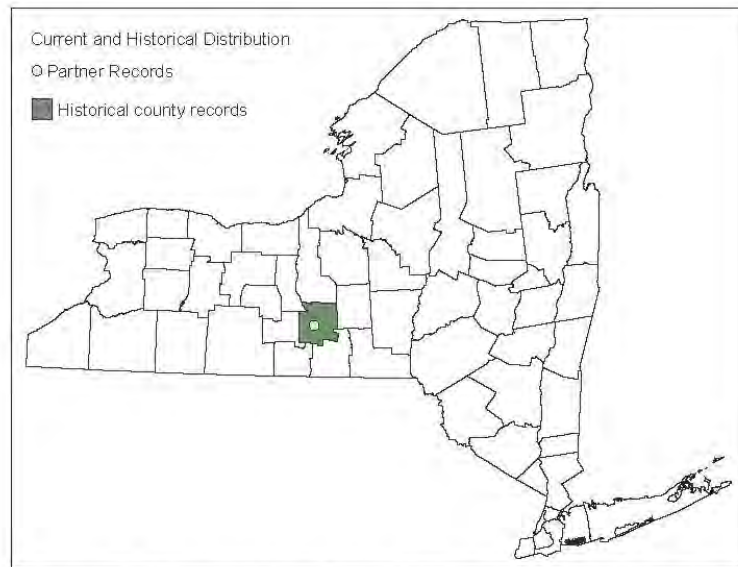 Current and Historical Distribution
Partner Records
Historical county records